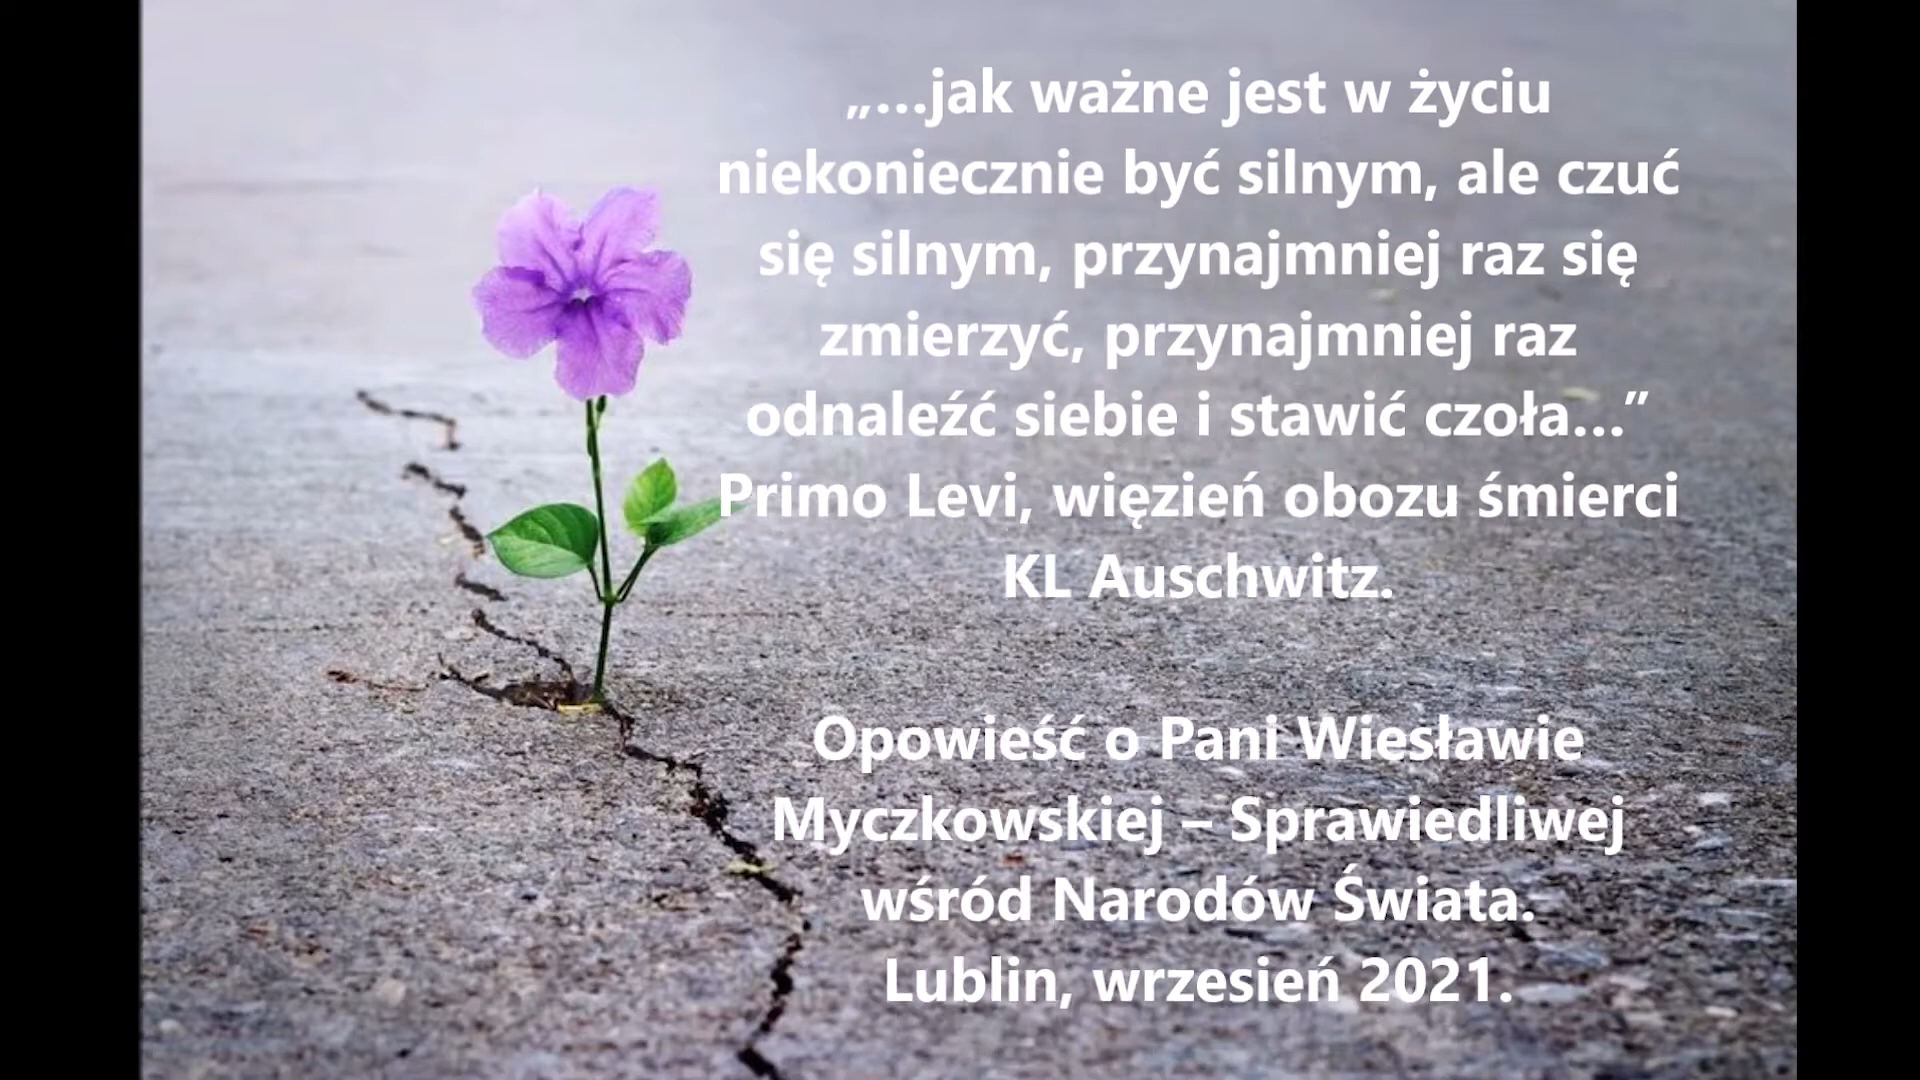 „…jak ważne jest w życiu
niekoniecznie być silnym, ale czuć
się silnym, przynajmniej raz się
zmierzyć, przynajmniej raz
odnaleźć siebie i stawić czoła…”
Primo Levi, więzień obozu śmierci
KL Auschwitz.
Opowieść o Pani Wiesławie
Myczkowskiej – Sprawiedliwej
wśród Narodów Świata.
Lublin, wrzesień 2021.